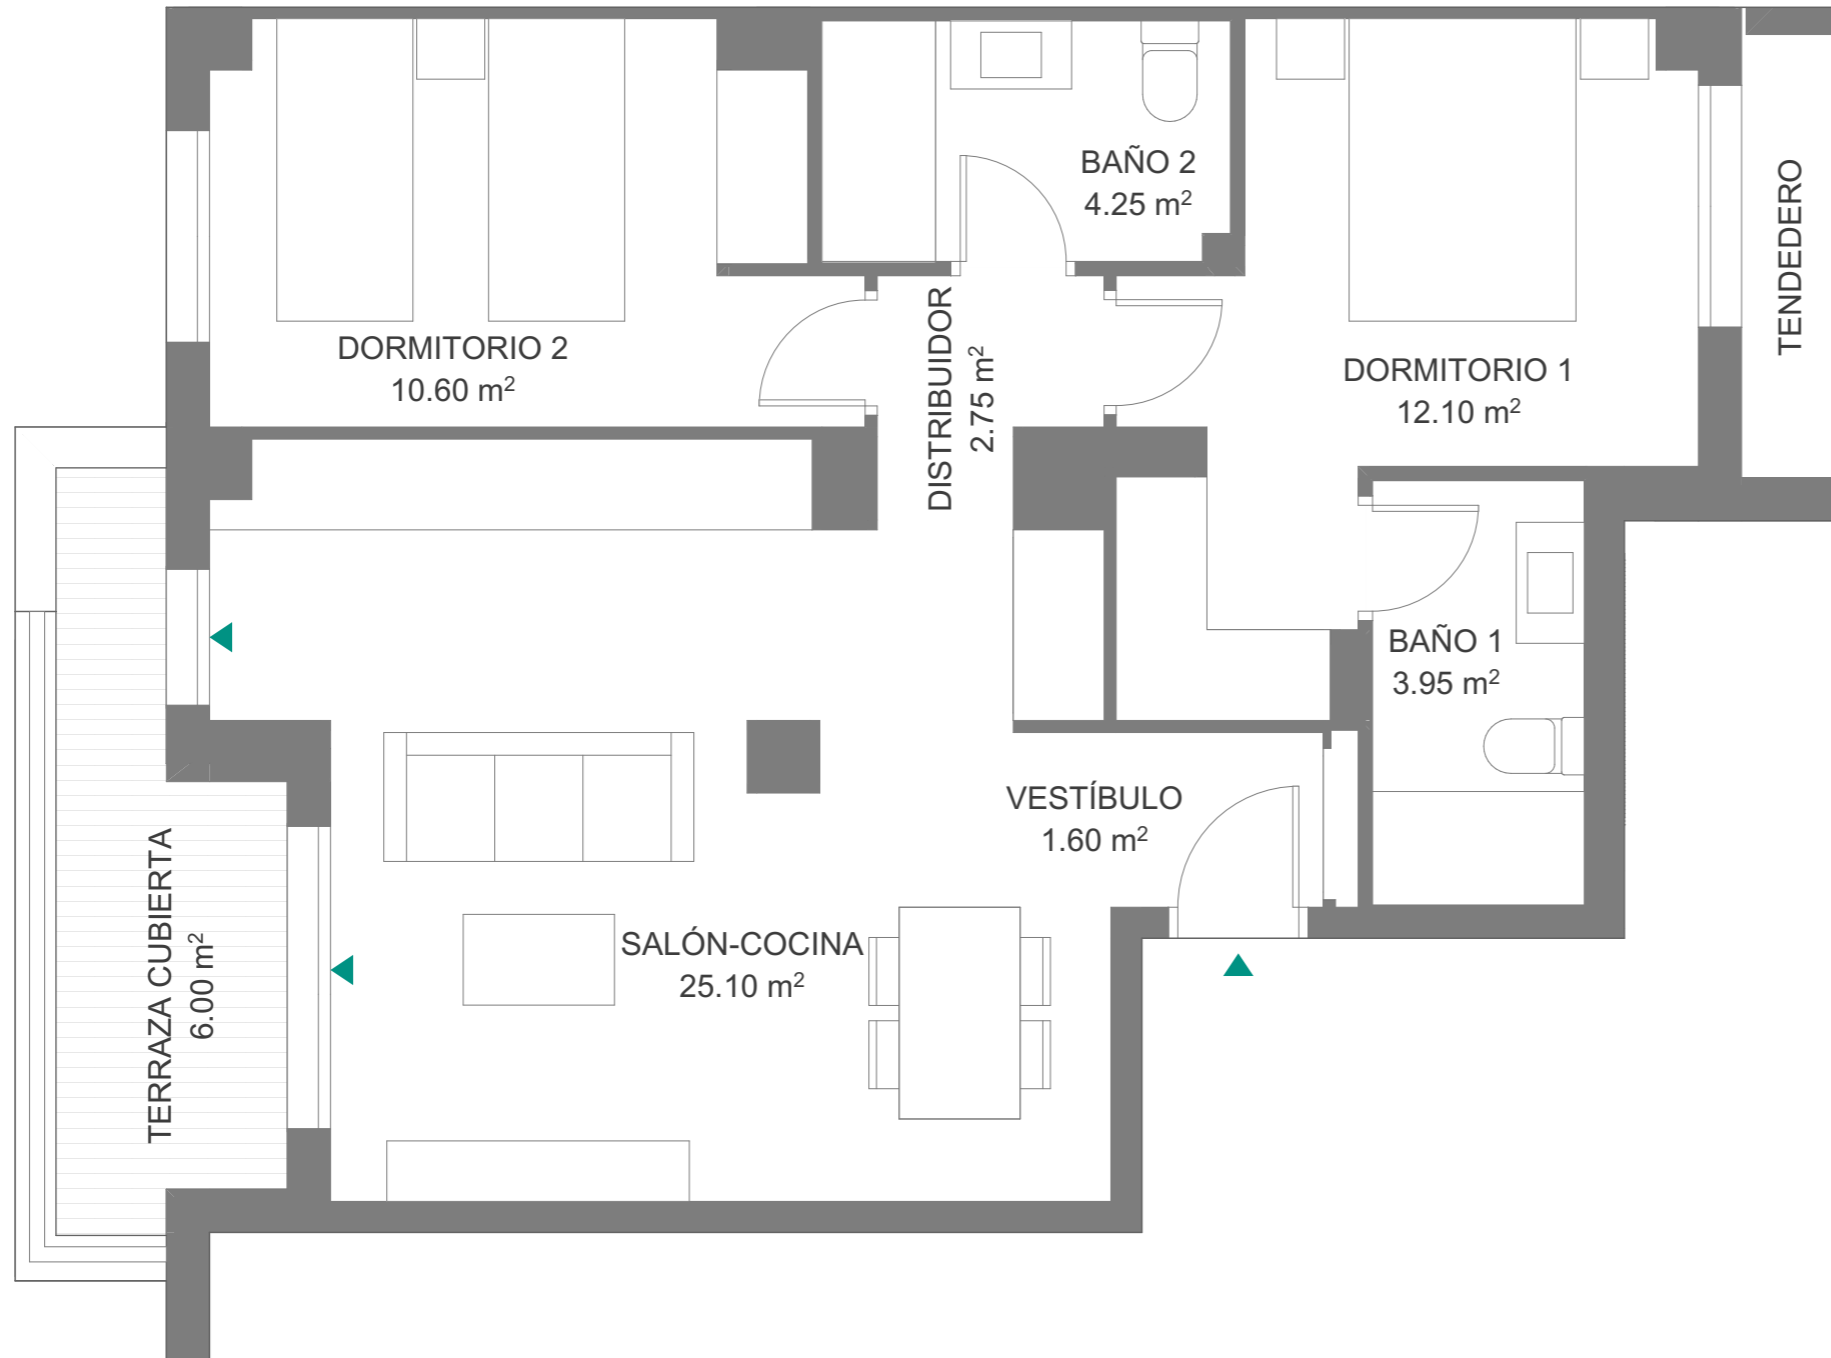 BAÑO 2
4.25 m²
TENDEDERO
DORMITORIO 2
10.60 m²
DISTRIBUIDOR
2.75 m²
DORMITORIO 1
12.10 m²
BAÑO 1
3.95 m²
VESTÍBULO
1.60 m²
TERRAZA CUBIERTA
6.00 m²
SALÓN-COCINA
25.10 m²